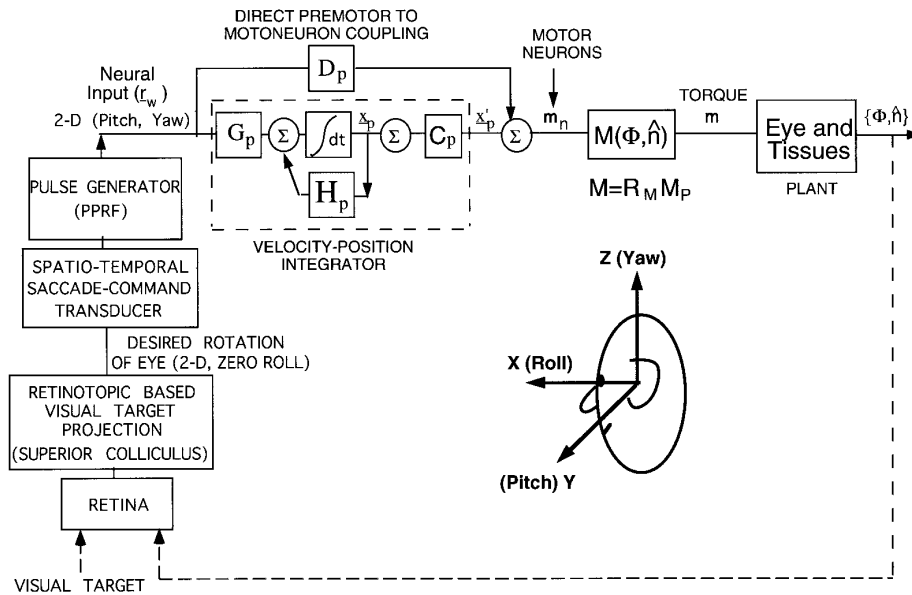 DIRECT PREMOTOR TO
MOTONEURON COUPLING
D_p
MOTOR
NEURONS
Neural
Input (r_w)
2-D (Pitch, Yaw)
G_p
Σ
∫dt
x_p
Σ
C_p
x'_p
Σ
m_n
M(Φ,n̂)
TORQUE
m
Eye and
Tissues
{Φ,n̂}
H_p
M=R_M M_P
PLANT
PULSE GENERATOR
(PPRF)
VELOCITY-POSITION
INTEGRATOR
SPATIO-TEMPORAL
SACCADE-COMMAND
TRANSDUCER
DESIRED ROTATION
OF EYE (2-D, ZERO ROLL)
RETINOTOPIC BASED
VISUAL TARGET
PROJECTION
(SUPERIOR COLLICULUS)
RETINA
VISUAL TARGET
Z (Yaw)
X (Roll)
(Pitch) Y